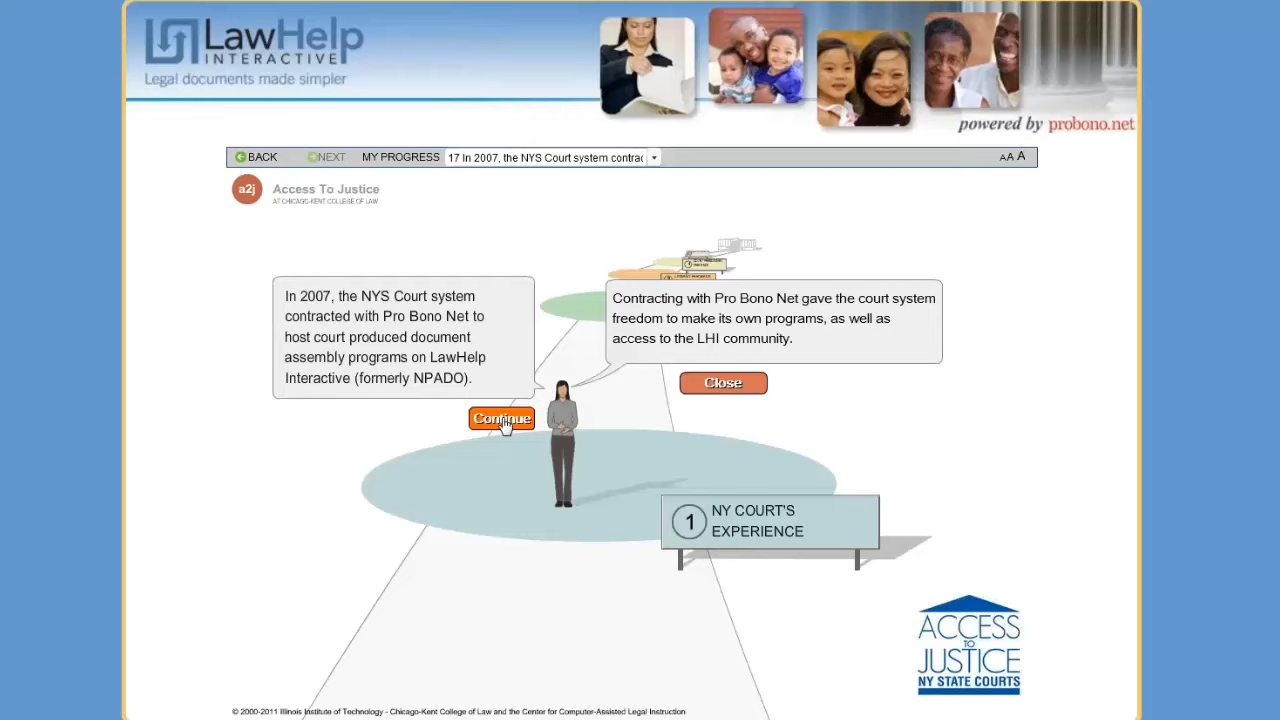 LawHelp
INTERACTIVE
Legal documents made simpler
powered by probono.net
BACK NEXT MY PROGRESS 17 In 2007, the NYS Court system contrac AA A
a2j Access To Justice
AT CHICAGO-KENT COLLEGE OF LAW
In 2007, the NYS Court system
contracted with Pro Bono Net to
host court produced document
assembly programs on LawHelp
Interactive (formerly NPADO).
Continue
Contracting with Pro Bono Net gave the court system
freedom to make its own programs, as well as
access to the LHI community.
Close
1 NY COURT'S
EXPERIENCE
ACCESS
TO
JUSTICE
NY STATE COURTS
© 2000-2011 Illinois Institute of Technology - Chicago-Kent College of Law and the Center for Computer-Assisted Legal Instruction